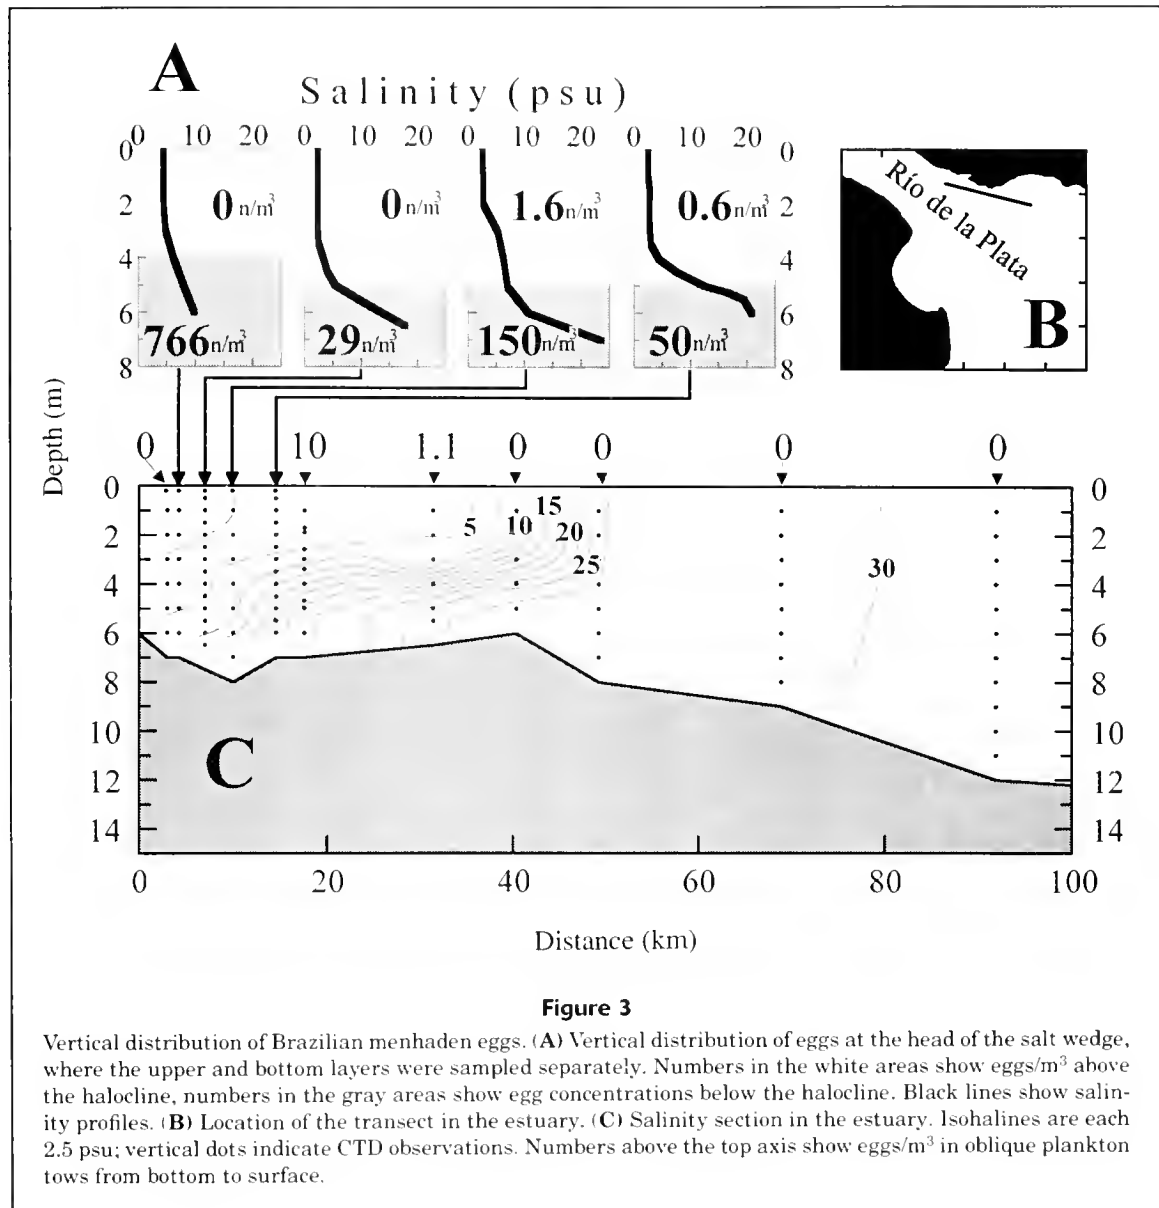 A
Salinity (psu)
0 10 20 0 10 20 0 10 20 0 10 20
0 0
0 n/m³ 0 n/m³ 1.6 n/m³ 0.6 n/m³
2 2
4 4
6 6
766 n/m³ 29 n/m³ 150 n/m³ 50 n/m³
8 8
Río de la Plata
B
Depth (m)
0 10 1.1 0 0 0 0
0 0
15
5 10 20
2 2
25 30
4 4
6 6
8 8
C
10 10
12 12
14 14
0 20 40 60 80 100
Distance (km)
Figure 3
Vertical distribution of Brazilian menhaden eggs. (A) Vertical distribution of eggs at the head of the salt wedge,
where the upper and bottom layers were sampled separately. Numbers in the white areas show eggs/m³ above
the halocline, numbers in the gray areas show egg concentrations below the halocline. Black lines show salin-
ity profiles. (B) Location of the transect in the estuary. (C) Salinity section in the estuary. Isohalines are each
2.5 psu; vertical dots indicate CTD observations. Numbers above the top axis show eggs/m³ in oblique plankton
tows from bottom to surface.